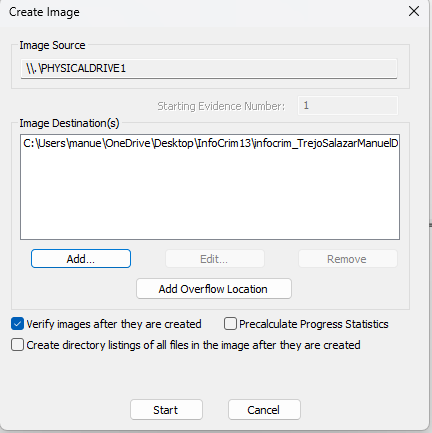 Create Image
Image Source
\\.\PHYSICALDRIVE1
Starting Evidence Number: 1
Image Destination(s)
C:\Users\manue\OneDrive\Desktop\InfoCrim13\infocrim_TrejoSalazarManuelD
Add... Edit... Remove
Add Overflow Location
Verify images after they are created Precalculate Progress Statistics
Create directory listings of all files in the image after they are created
Start Cancel